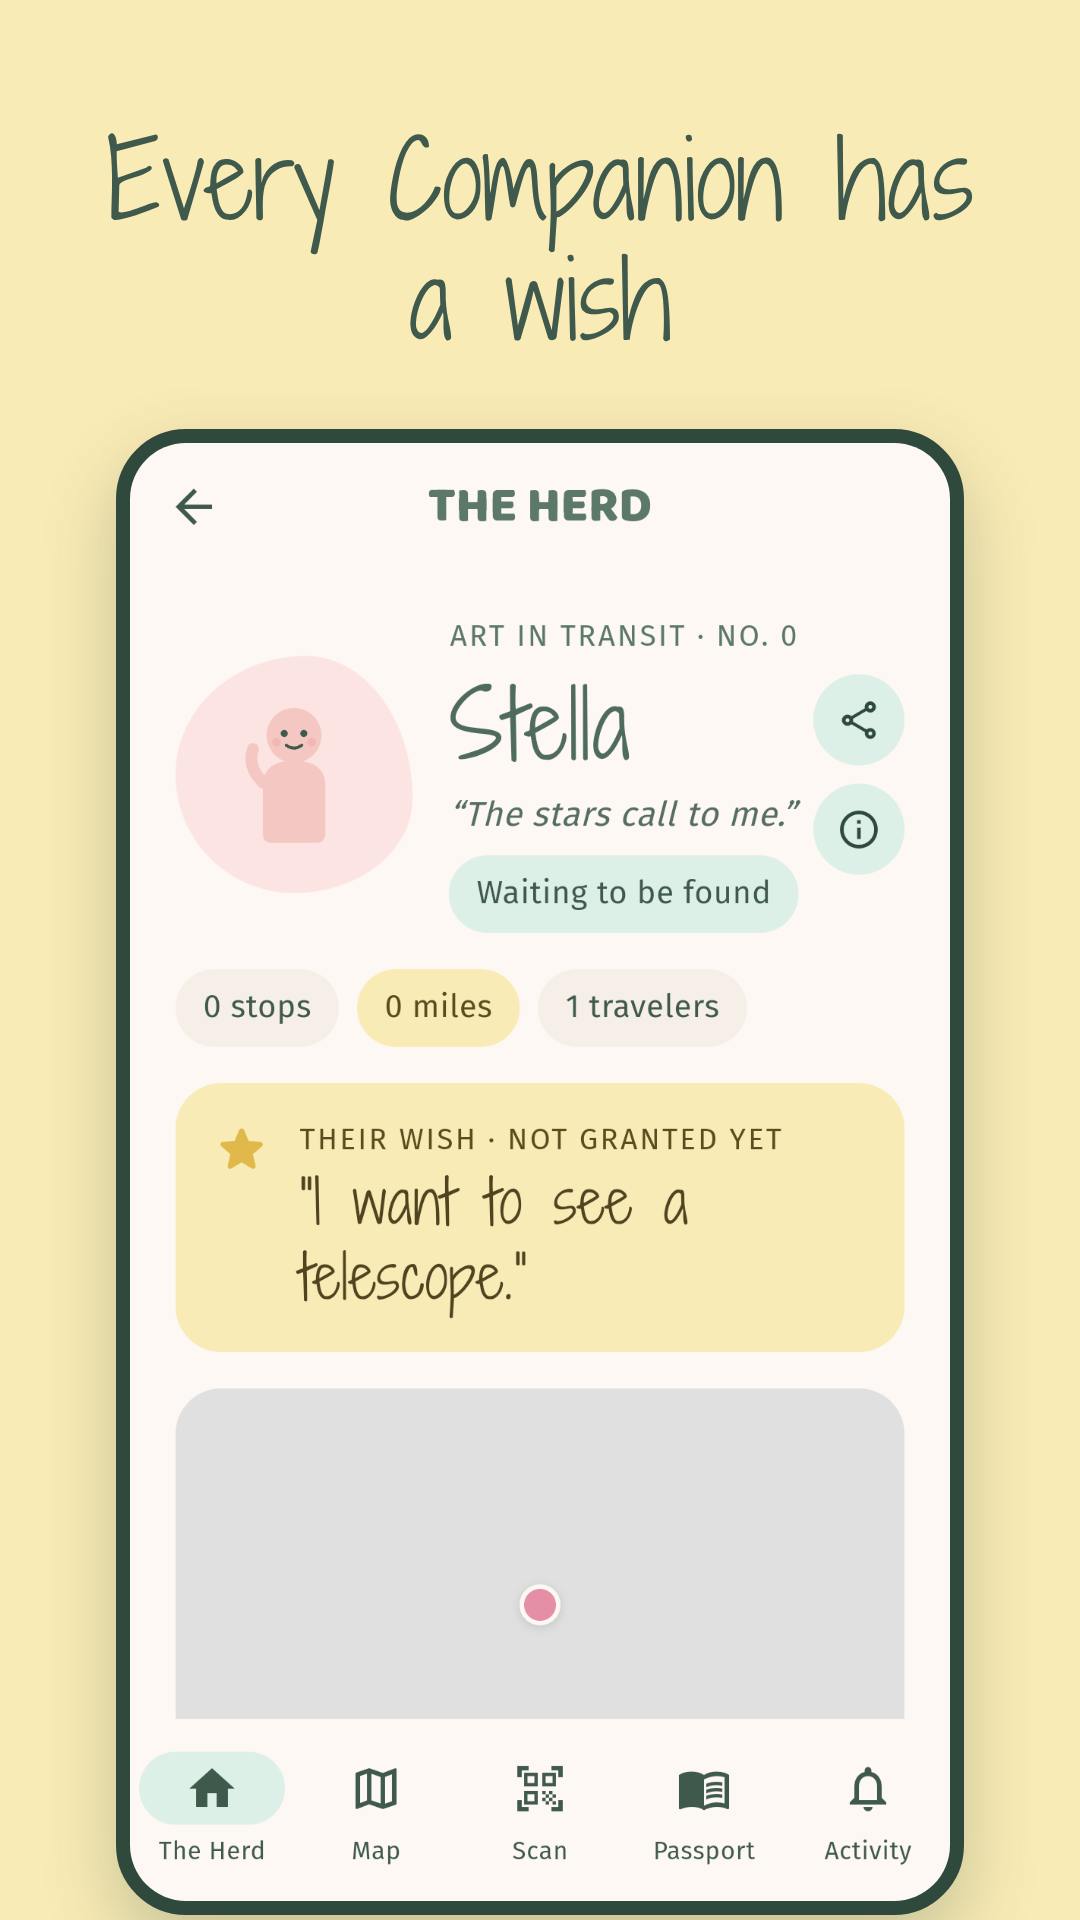 Every Companion has
a wish
THE HERD
ART IN TRANSIT · NO. 0
Stella
“The stars call to me.”
Waiting to be found
0 stops
0 miles
1 travelers
THEIR WISH · NOT GRANTED YET
"I want to see a
telescope."
The Herd
Map
Scan
Passport
Activity